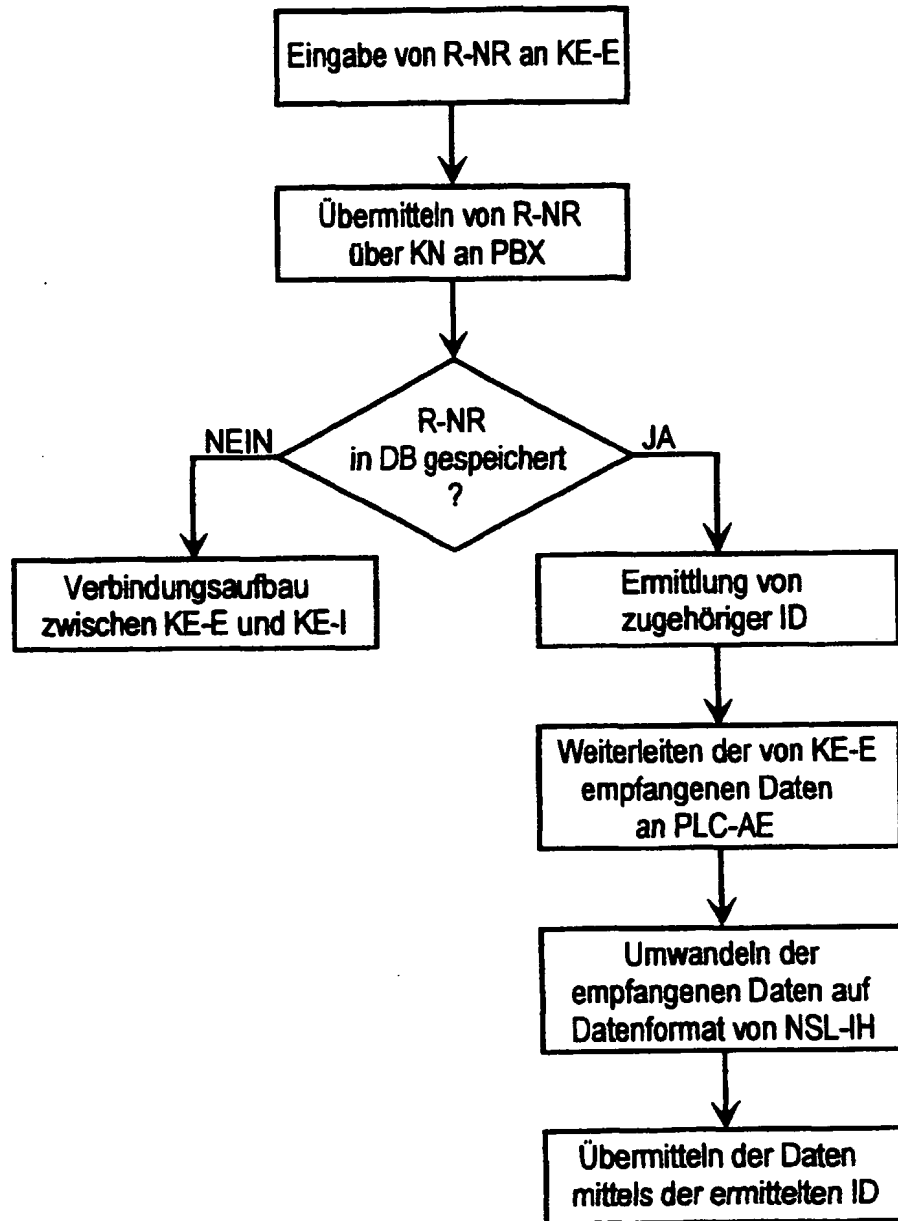 Eingabe von R-NR an KE-E
Übermitteln von R-NR
über KN an PBX
R-NR
in DB gespeichert
?
NEIN
JA
Verbindungsaufbau
zwischen KE-E und KE-I
Ermittlung von
zugehöriger ID
Weiterleiten der von KE-E
empfangenen Daten
an PLC-AE
Umwandeln der
empfangenen Daten auf
Datenformat von NSL-IH
Übermitteln der Daten
mittels der ermittelten ID